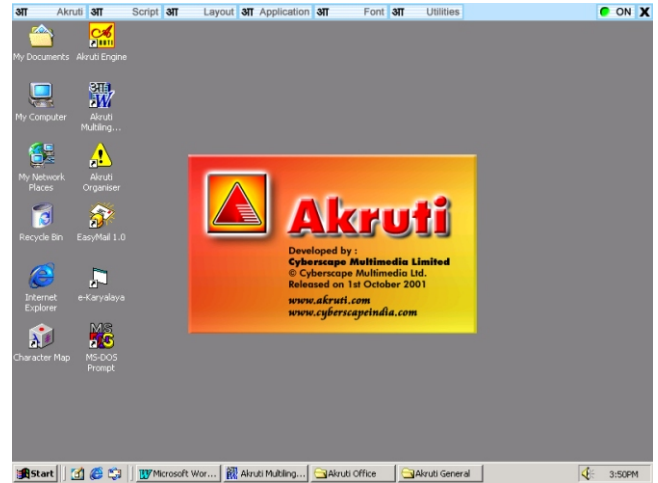 आ Akruti आ Script आ Layout आ Application आ Font आ Utilities ON X
My Documents
Akruti Engine
My Computer
Akruti
Multiling...
My Network
Places
Akruti
Organiser
Recycle Bin
EasyMail 1.0
Internet
Explorer
e-Karyalaya
Character Map
MS-DOS
Prompt
Akruti
Developed by :
Cyberscape Multimedia Limited
© Cyberscape Multimedia Ltd.
Released on 1st October 2001
www.akruti.com
www.cyberscapeindia.com
Start Microsoft Wor... Akruti Multiling... Akruti Office Akruti General 3:50PM